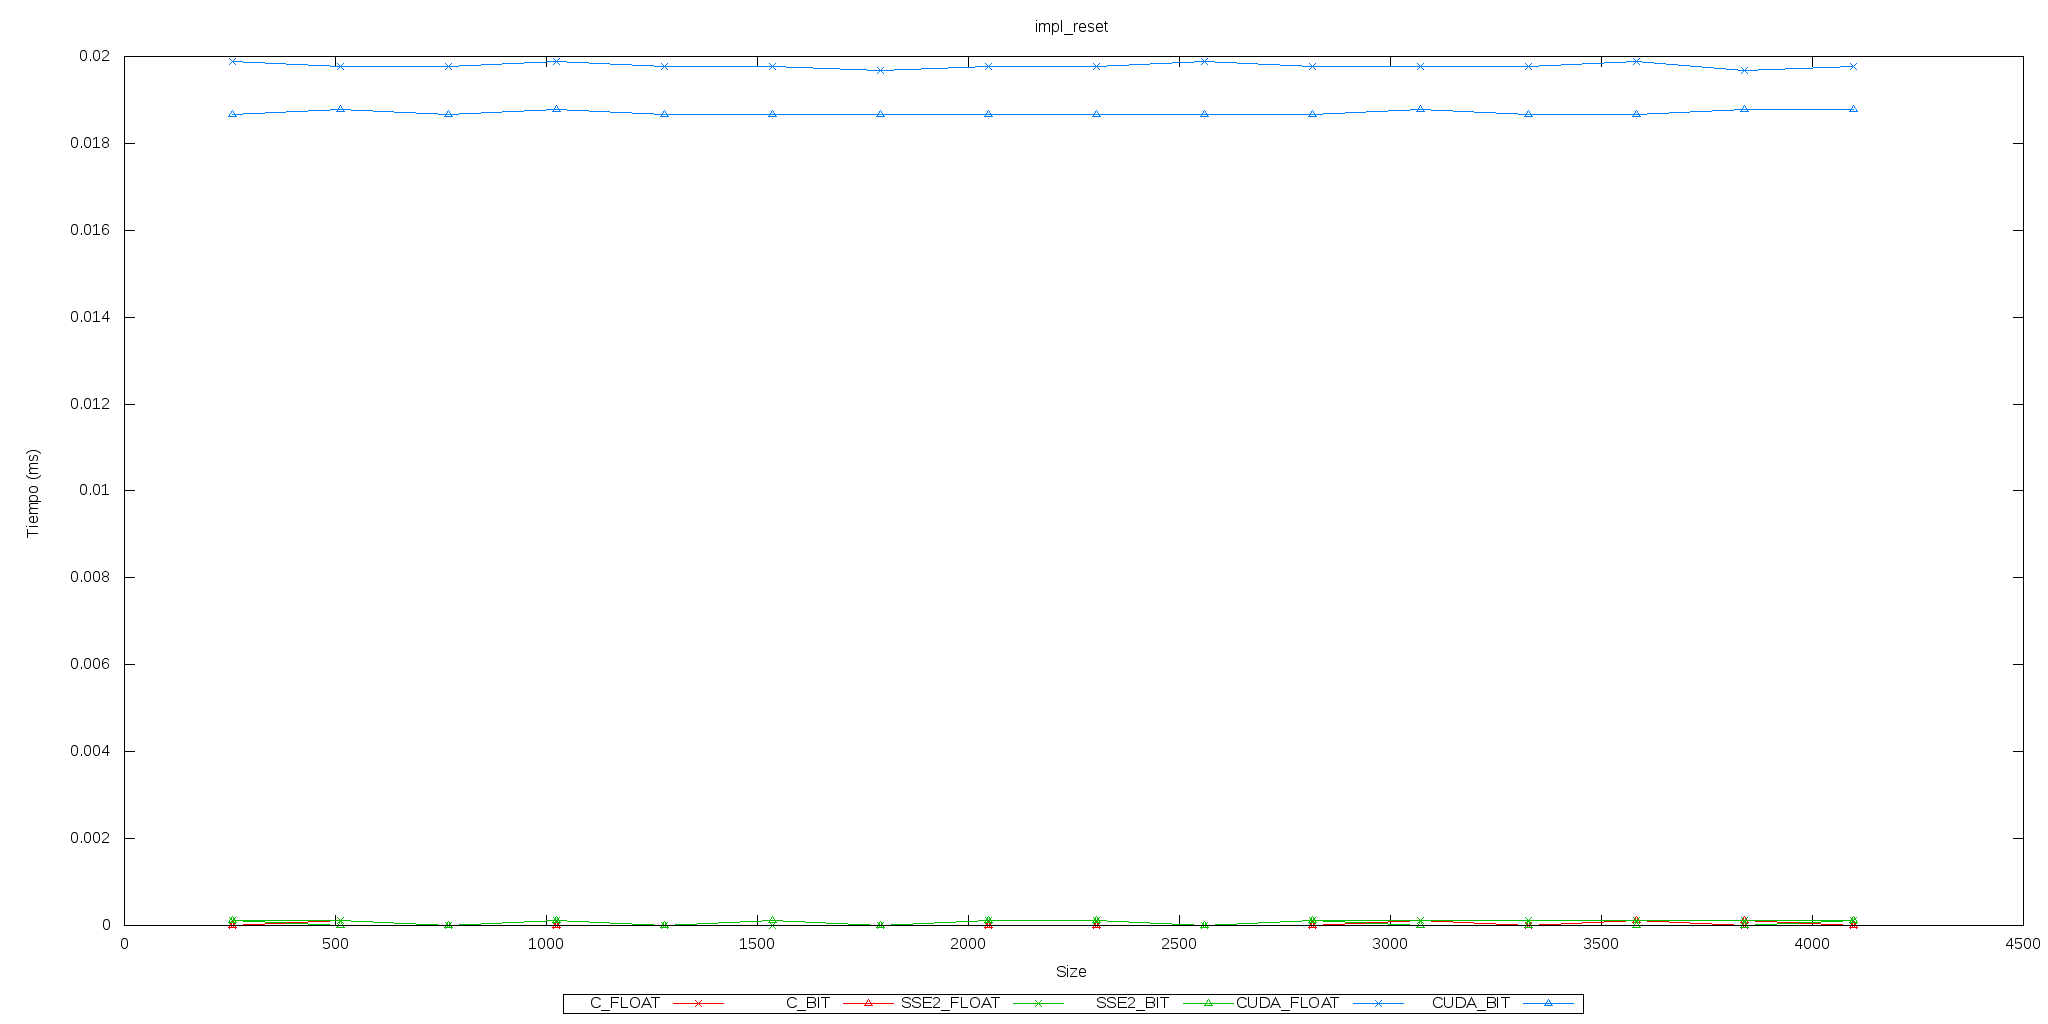 impl_reset
0.02
0.018
0.016
0.014
0.012
0.01
0.008
0.006
0.004
0.002
0
Tiempo (ms)
0 500 1000 1500 2000 2500 3000 3500 4000 4500
Size
C_FLOAT C_BIT SSE2_FLOAT SSE2_BIT CUDA_FLOAT CUDA_BIT